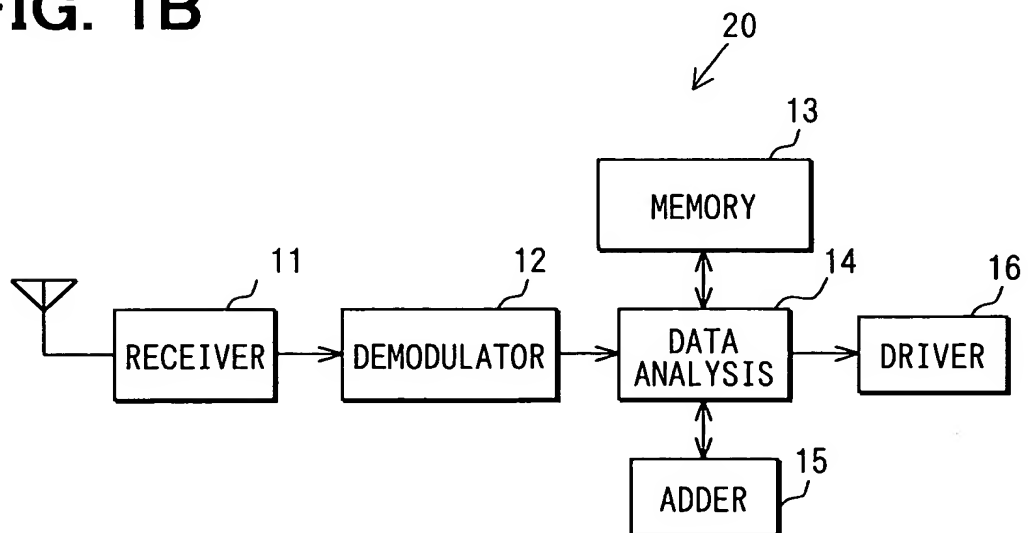 FIG. 1B
20
13
MEMORY
11
12
14
16
RECEIVER
DEMODULATOR
DATA
ANALYSIS
DRIVER
15
ADDER